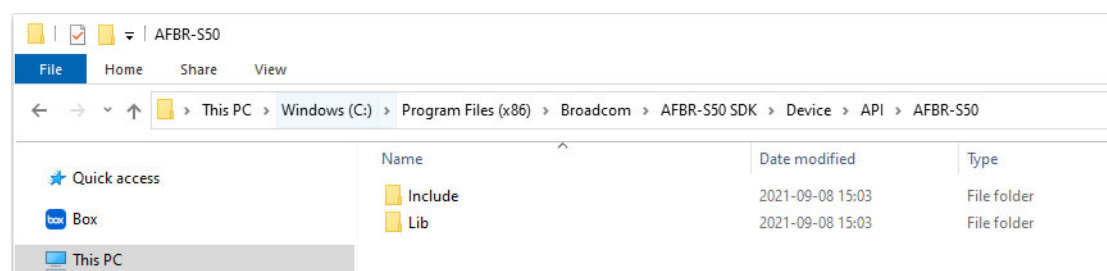 AFBR-S50
File Home Share View
This PC > Windows (C:) > Program Files (x86) > Broadcom > AFBR-S50 SDK > Device > API > AFBR-S50
Name Date modified Type
Quick access
Include 2021-09-08 15:03 File folder
box Box
Lib 2021-09-08 15:03 File folder
This PC